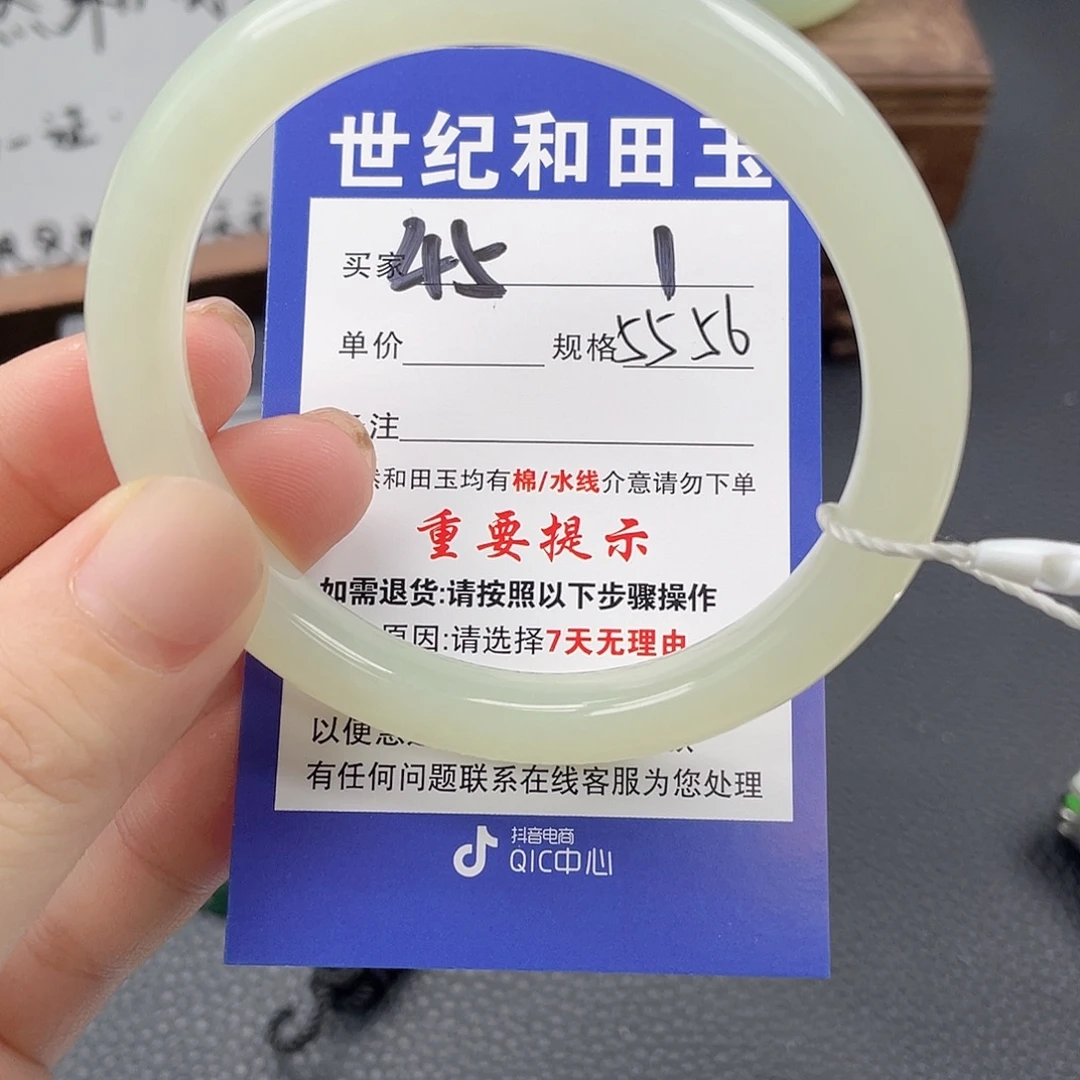 世纪和田玉
买家 45 1
单价 规格 55 56
注
和田玉均有棉/水线介意请勿下单
重要提示
如需退货:请按照以下步骤操作
原因:请选择7天无理由
以便
有任何问题联系在线客服为您处理
抖音电商
QIC中心
一证